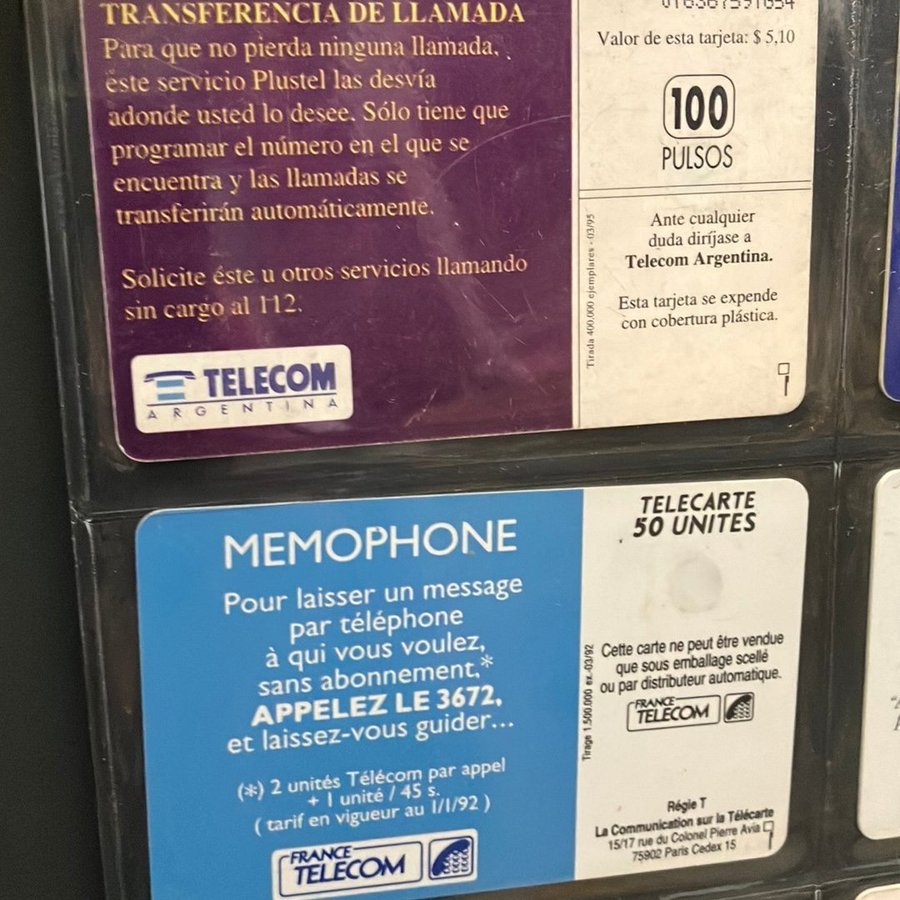 TRANSFERENCIA DE LLAMADA
Para que no pierda ninguna llamada,
éste servicio Plustel las desvía
adonde usted lo desee. Sólo tiene que
programar el número en el que se
encuentra y las llamadas se
transferirán automáticamente.
Solicite éste u otros servicios llamando
sin cargo al 112.
TELECOM
ARGENTINA
Valor de esta tarjeta: $ 5,10
100
PULSOS
Tirada 400.000 ejemplares - 03/95
Ante cualquier
duda diríjase a
Telecom Argentina.
Esta tarjeta se expende
con cobertura plástica.
MEMOPHONE
Pour laisser un message
par téléphone
à qui vous voulez,
sans abonnement,*
APPELEZ LE 3672,
et laissez-vous guider...
(*) 2 unités Télécom par appel
+ 1 unité / 45 s.
( tarif en vigueur au 1/1/92 )
FRANCE
TELECOM
TELECARTE
50 UNITES
Tirage 1.500.000 ex.-03/92
Cette carte ne peut être vendue
que sous emballage scellé
ou par distributeur automatique.
FRANCE
TELECOM
Régie T
La Communication sur la Télécarte
15/17 rue du Colonel Pierre Avia
75902 Paris Cedex 15